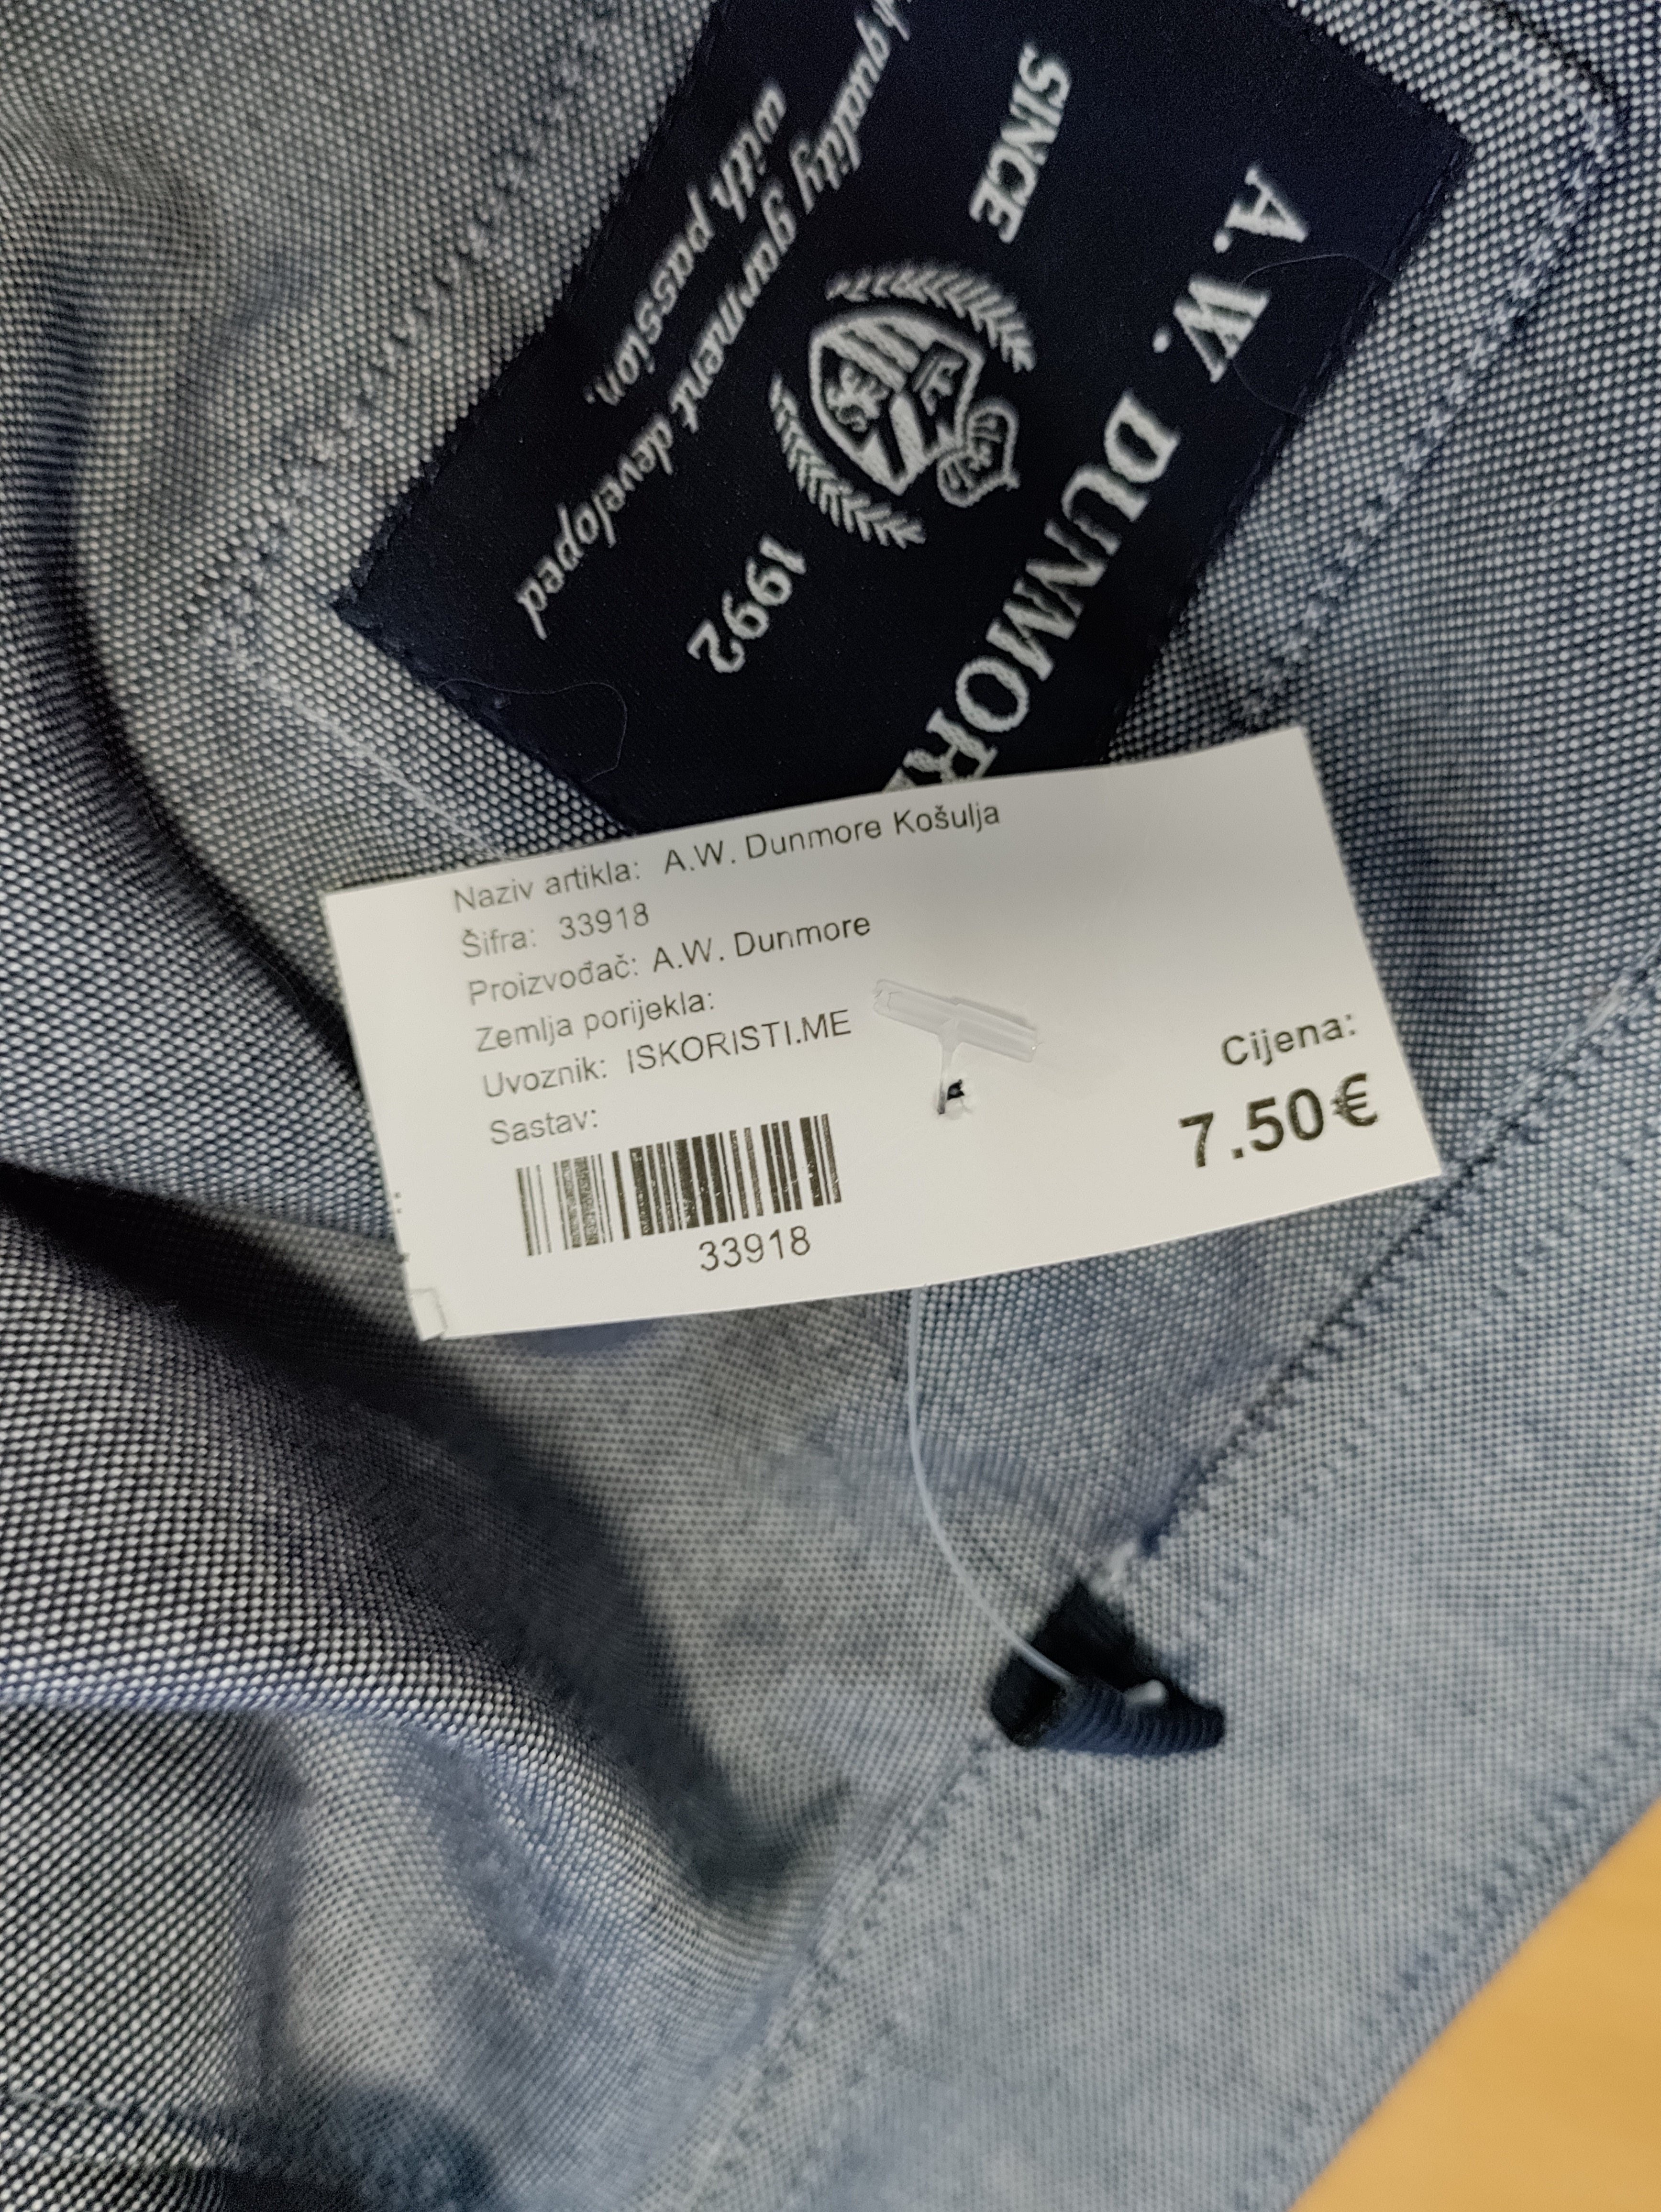 A. W. DUNMORE
SINCE 1992
quality garment developed
with passion.
Naziv artikla: A.W. Dunmore Košulja
Šifra: 33918
Proizvođač: A.W. Dunmore
Zemlja porijekla:
Uvoznik: ISKORISTI.ME
Sastav:
33918
Cijena:
7.50€